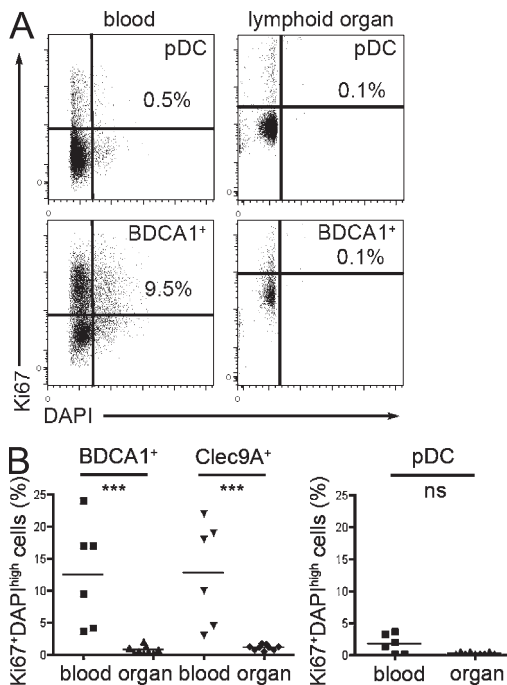 A
blood
lymphoid organ
pDC
0.5%
pDC
0.1%
0
0
0
0
BDCA1+
9.5%
BDCA1+
0.1%
0
0
0
0
Ki67
DAPI
B
BDCA1+ Clec9A+
*** ***
Ki67+DAPIhigh cells (%)
25
20
15
10
5
0
blood organ blood organ
pDC
ns
Ki67+DAPIhigh cells (%)
25
20
15
10
5
0
blood organ